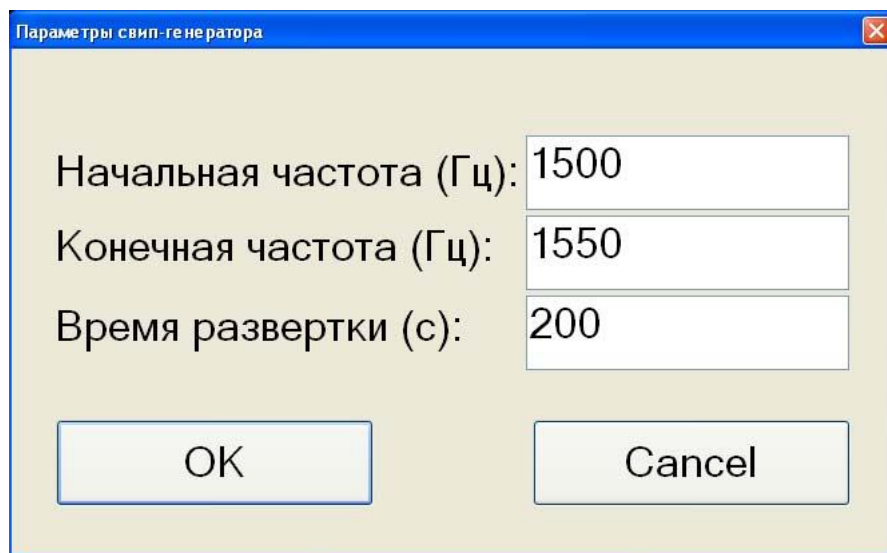 Параметры свип-генератора
Начальная частота (Гц): 1500
Конечная частота (Гц): 1550
Время развертки (с): 200
OK Cancel